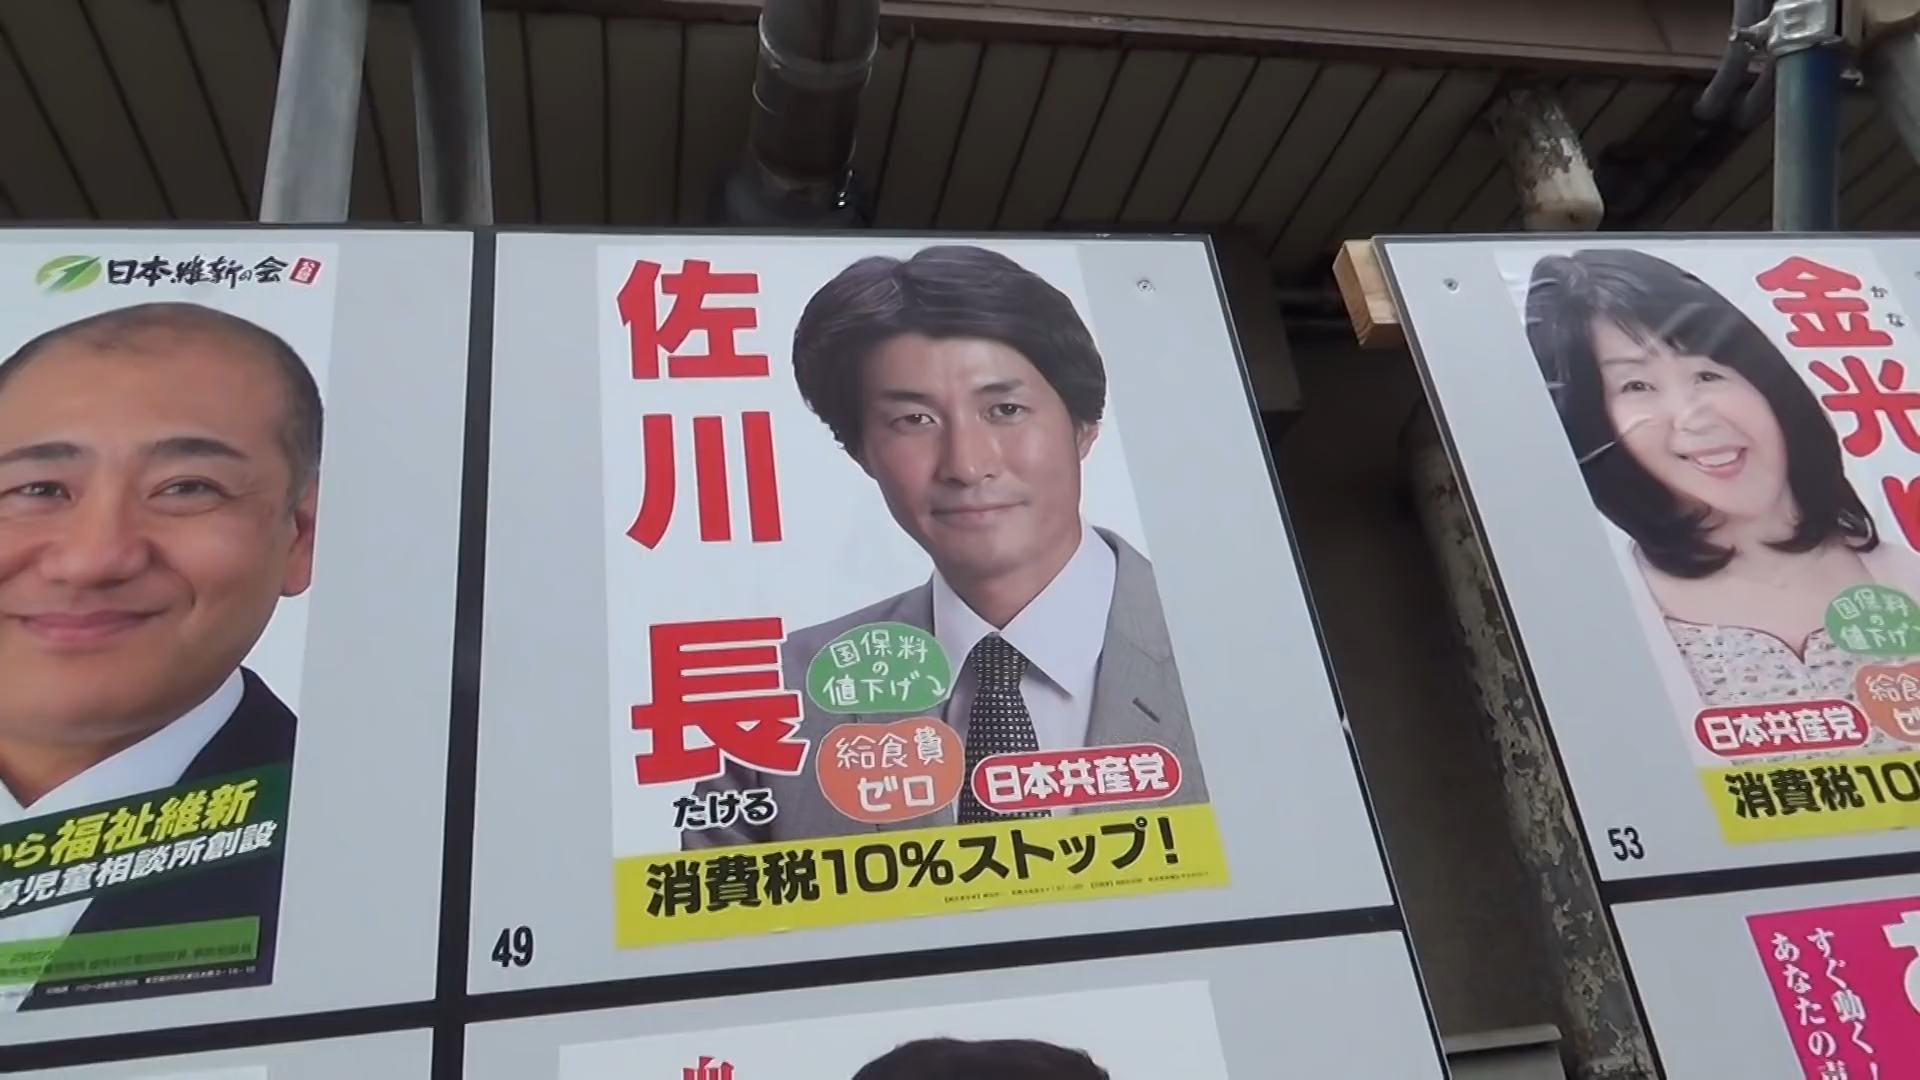 日本維新の会
から福祉維新
児童相談所創設
佐川長
たける
国保料
の
値下げ
給食費
ゼロ
日本共産党
消費税10%ストップ!
49
金光
かな
国保料
の
値下げ
給食
日本共産党
消費税10
53
すぐ動く!
あなたの声